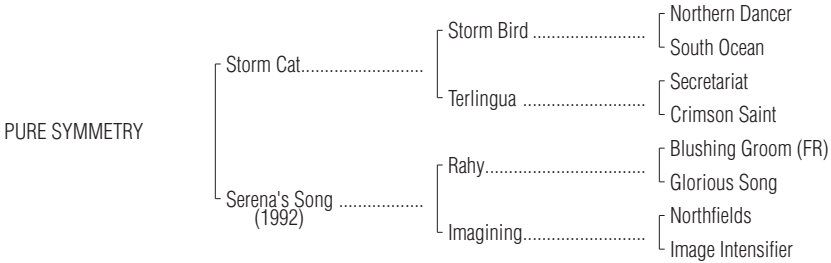 Northern Dancer
Storm Bird ........................
South Ocean
Storm Cat..........................
Secretariat
Terlingua ..........................
Crimson Saint
PURE SYMMETRY
Blushing Groom (FR)
Rahy..................................
Glorious Song
Serena's Song ..................
(1992)
Northfields
Imagining..........................
Image Intensifier